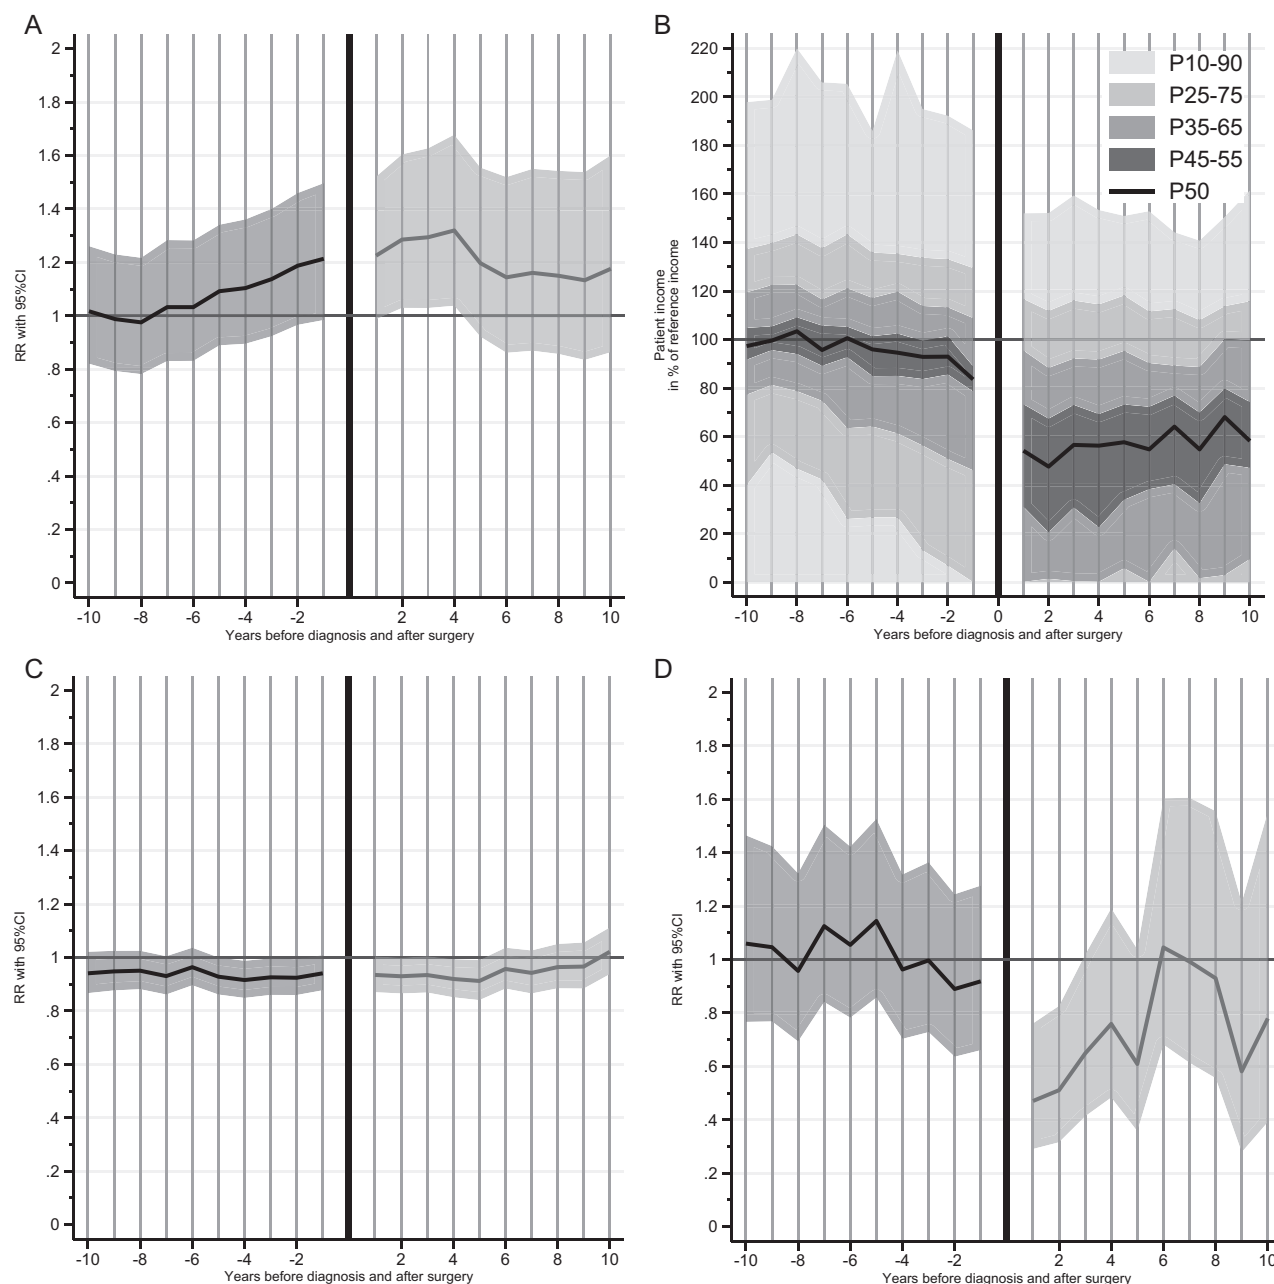 A
2
1.8
1.6
1.4
1.2
1
.8
.6
.4
.2
0
RR with 95%CI
-10 -8 -6 -4 -2 2 4 6 8 10
Years before diagnosis and after surgery
B
220
200
180
160
140
120
100
80
60
40
20
0
Patient income
in % of reference income
P10-90
P25-75
P35-65
P45-55
P50
-10 -8 -6 -4 -2 0 2 4 6 8 10
Years before diagnosis and after surgery
C
2
1.8
1.6
1.4
1.2
1
.8
.6
.4
.2
0
RR with 95%CI
-10 -8 -6 -4 -2 2 4 6 8 10
Years before diagnosis and after surgery
D
2
1.8
1.6
1.4
1.2
1
.8
.6
.4
.2
0
RR with 95%CI
-10 -8 -6 -4 -2 2 4 6 8 10
Years before diagnosis and after surgery